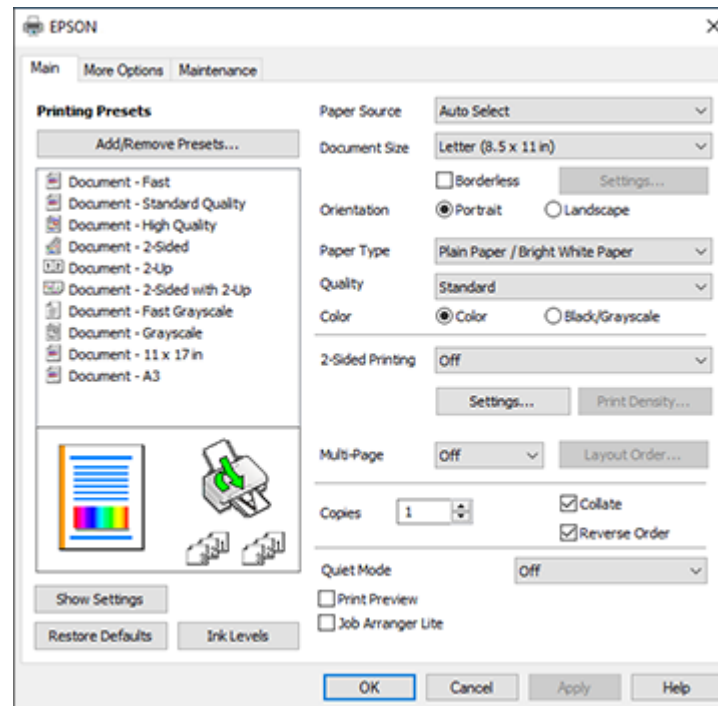 EPSON
Main More Options Maintenance
Printing Presets
Add/Remove Presets...
Document - Fast
Document - Standard Quality
Document - High Quality
Document - 2-Sided
Document - 2-Up
Document - 2-Sided with 2-Up
Document - Fast Grayscale
Document - Grayscale
Document - 11 x 17 in
Document - A3
Show Settings
Restore Defaults Ink Levels
Paper Source Auto Select
Document Size Letter (8.5 x 11 in)
Borderless Settings...
Orientation Portrait Landscape
Paper Type Plain Paper / Bright White Paper
Quality Standard
Color Color Black/Grayscale
2-Sided Printing Off
Settings... Print Density...
Multi-Page Off Layout Order...
Copies 1 Collate
Reverse Order
Quiet Mode Off
Print Preview
Job Arranger Lite
OK Cancel Apply Help